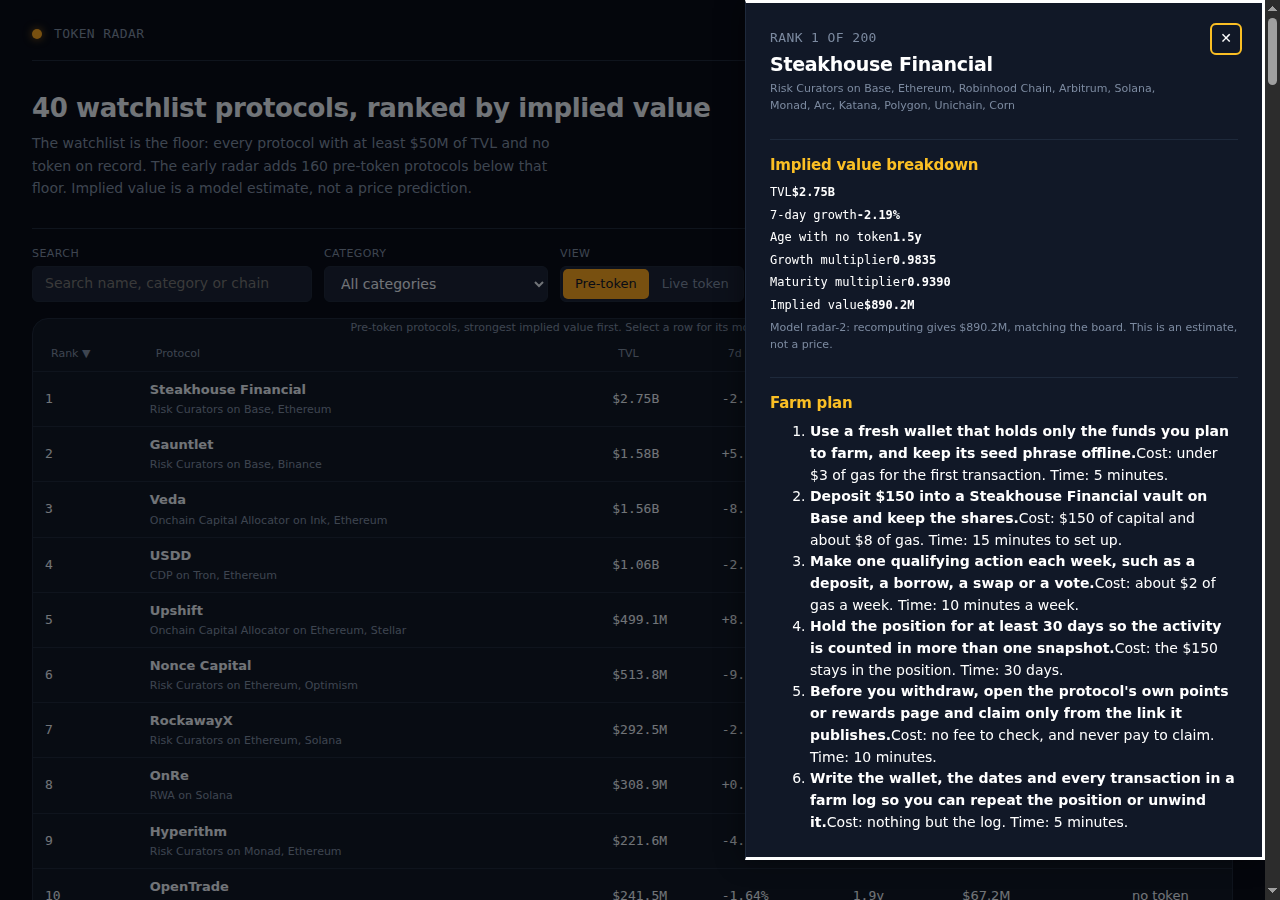 TOKEN RADAR
40 watchlist protocols, ranked by implied value
The watchlist is the floor: every protocol with at least $50M of TVL and no
token on record. The early radar adds 160 pre-token protocols below that
floor. Implied value is a model estimate, not a price prediction.
SEARCH
CATEGORY
VIEW
Search name, category or chain
All categories
Pre-token
Live token
Pre-token protocols, strongest implied value first. Select a row for its
Rank ▼
Protocol
TVL
7d
1
Steakhouse Financial
Risk Curators on Base, Ethereum
$2.75B
-2.
2
Gauntlet
Risk Curators on Base, Binance
$1.58B
+5.
3
Veda
Onchain Capital Allocator on Ink, Ethereum
$1.56B
-8.
4
USDD
CDP on Tron, Ethereum
$1.06B
-2.
5
Upshift
Onchain Capital Allocator on Ethereum, Stellar
$499.1M
+8.
6
Nonce Capital
Risk Curators on Ethereum, Optimism
$513.8M
-9.
7
RockawayX
Risk Curators on Ethereum, Solana
$292.5M
-2.
8
OnRe
RWA on Solana
$308.9M
+0.
9
Hyperithm
Risk Curators on Monad, Ethereum
$221.6M
-4.
10
OpenTrade
$241.5M
-1.64%
1.9y
$67.2M
no token
RANK 1 OF 200
✕
Steakhouse Financial
Risk Curators on Base, Ethereum, Robinhood Chain, Arbitrum, Solana,
Monad, Arc, Katana, Polygon, Unichain, Corn
Implied value breakdown
TVL$2.75B
7-day growth-2.19%
Age with no token1.5y
Growth multiplier0.9835
Maturity multiplier0.9390
Implied value$890.2M
Model radar-2: recomputing gives $890.2M, matching the board. This is an estimate,
not a price.
Farm plan
1. Use a fresh wallet that holds only the funds you plan
to farm, and keep its seed phrase offline.Cost: under
$3 of gas for the first transaction. Time: 5 minutes.
2. Deposit $150 into a Steakhouse Financial vault on
Base and keep the shares.Cost: $150 of capital and
about $8 of gas. Time: 15 minutes to set up.
3. Make one qualifying action each week, such as a
deposit, a borrow, a swap or a vote.Cost: about $2 of
gas a week. Time: 10 minutes a week.
4. Hold the position for at least 30 days so the activity
is counted in more than one snapshot.Cost: the $150
stays in the position. Time: 30 days.
5. Before you withdraw, open the protocol's own points
or rewards page and claim only from the link it
publishes.Cost: no fee to check, and never pay to claim.
Time: 10 minutes.
6. Write the wallet, the dates and every transaction in a
farm log so you can repeat the position or unwind
it.Cost: nothing but the log. Time: 5 minutes.